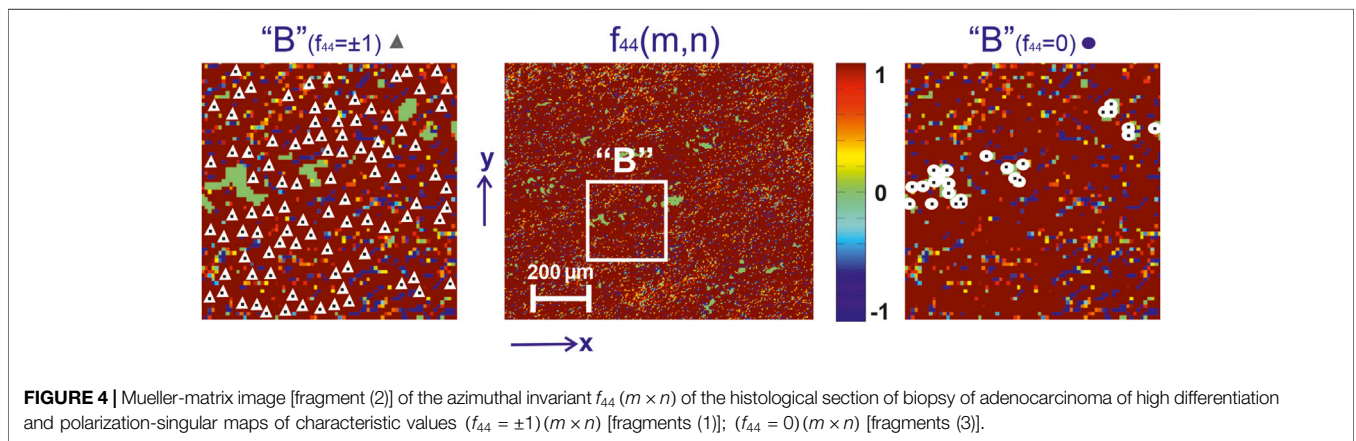 “B”(f₄₄=±1) ▲
f₄₄(m,n)
“B”(f₄₄=0) ●
“B”
y
200 μm
x
1
0
-1
FIGURE 4 | Mueller-matrix image [fragment (2)] of the azimuthal invariant f₄₄ (m × n) of the histological section of biopsy of adenocarcinoma of high differentiation
and polarization-singular maps of characteristic values (f₄₄ = ±1) (m × n) [fragments (1)]; (f₄₄ = 0) (m × n) [fragments (3)].